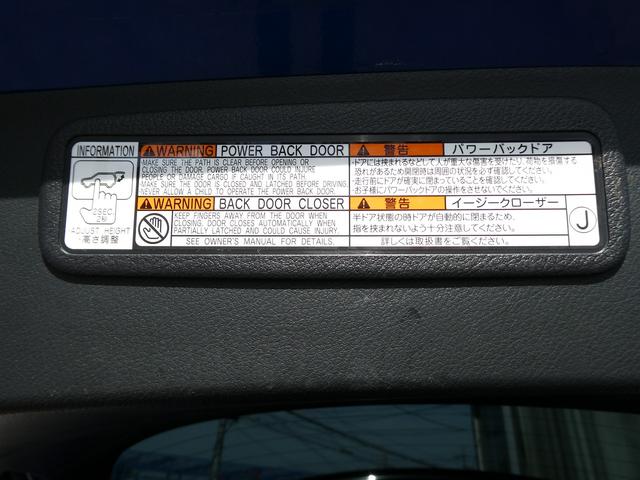 INFORMATION
2SEC
2秒
ADJUST HEIGHT
高さ調整
WARNING POWER BACK DOOR
MAKE SURE THE PATH IS CLEAR BEFORE OPENING OR
CLOSING THE DOOR. POWER BACK DOOR COULD INJURE
PEOPLE OR DAMAGE CARGO IF CAUGHT IN ITS PATH.
MAKE SURE THE DOOR IS CLOSED AND LATCHED BEFORE DRIVING.
NEVER ALLOW A CHILD TO OPERATE THE POWER BACK DOOR.
警告 パワーバックドア
・ドアには挟まれるなどして人が重大な傷害を受けたり、荷物を損傷する
恐れがあるため開閉時は周囲の状況を必ず確認してください。
・走行前にドアが確実に閉まっていることを確認してください。
・お子様にパワーバックドアの操作をさせないでください。
WARNING BACK DOOR CLOSER
KEEP FINGERS AWAY FROM THE DOOR WHEN
CLOSING. DOOR CLOSES AUTOMATICALLY WHEN
PARTIALLY LATCHED AND COULD CAUSE INJURY.
SEE OWNER'S MANUAL FOR DETAILS.
警告 イージークローザー
半ドア状態の時ドアが自動的に閉まるため、
指を挟まれないよう十分注意してください。
詳しくは取扱書をご覧ください。
J